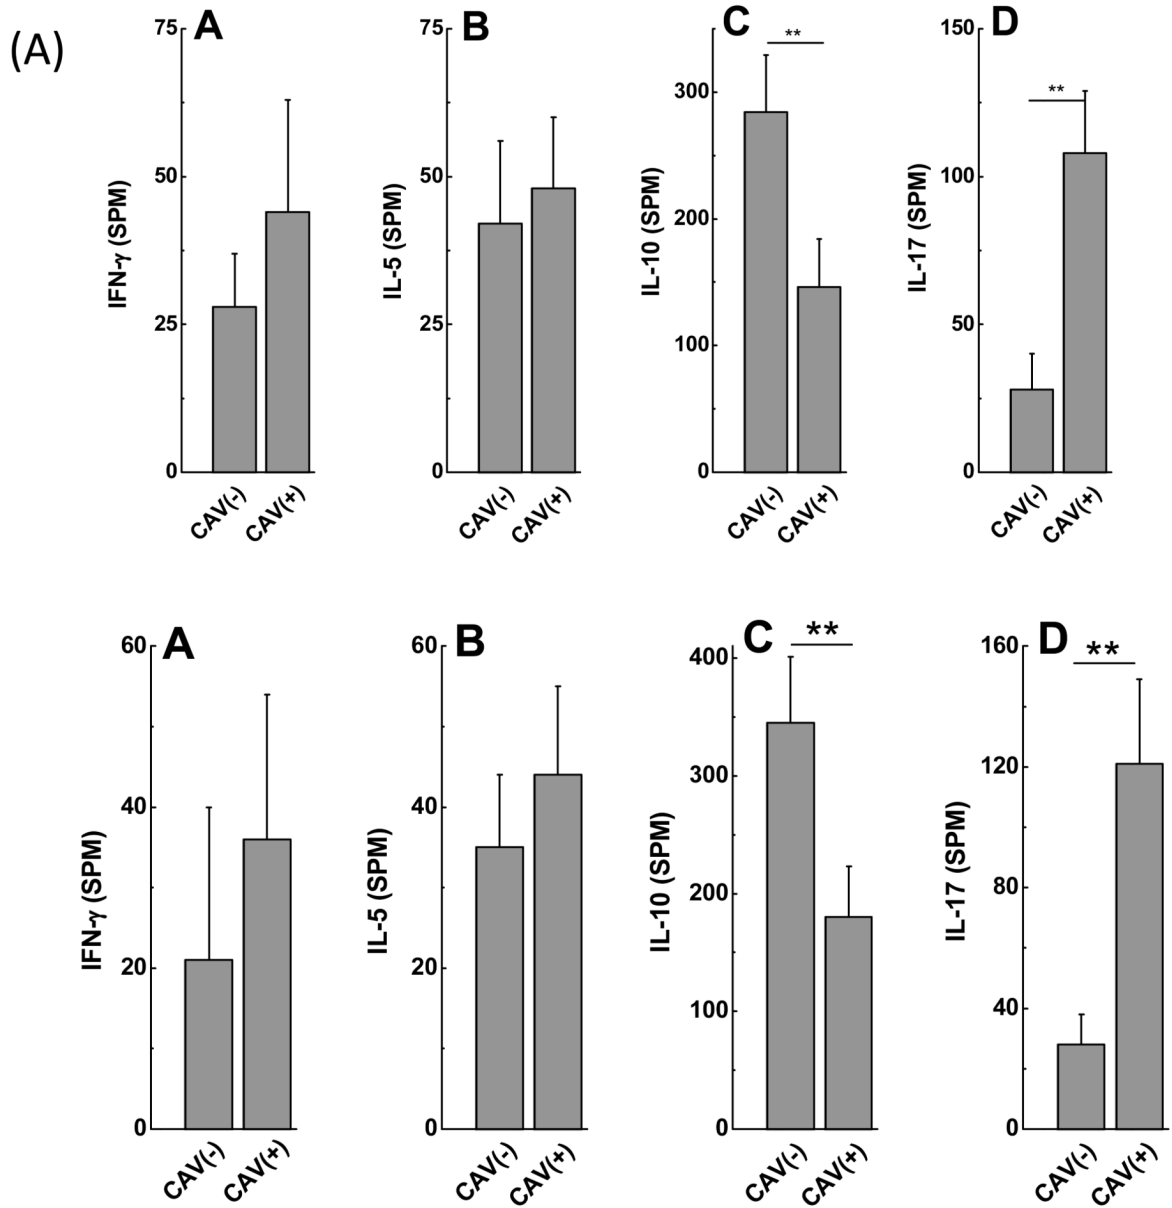 (A)
A
75
50
25
0
IFN-γ (SPM)
CAV(-)
CAV(+)
B
75
50
25
0
IL-5 (SPM)
CAV(-)
CAV(+)
C
**
300
200
100
0
IL-10 (SPM)
CAV(-)
CAV(+)
D
150
**
100
50
0
IL-17 (SPM)
CAV(-)
CAV(+)
A
60
40
20
0
IFN-γ (SPM)
CAV(-)
CAV(+)
B
60
40
20
0
IL-5 (SPM)
CAV(-)
CAV(+)
C
**
400
300
200
100
0
IL-10 (SPM)
CAV(-)
CAV(+)
D
**
160
120
80
40
0
IL-17 (SPM)
CAV(-)
CAV(+)